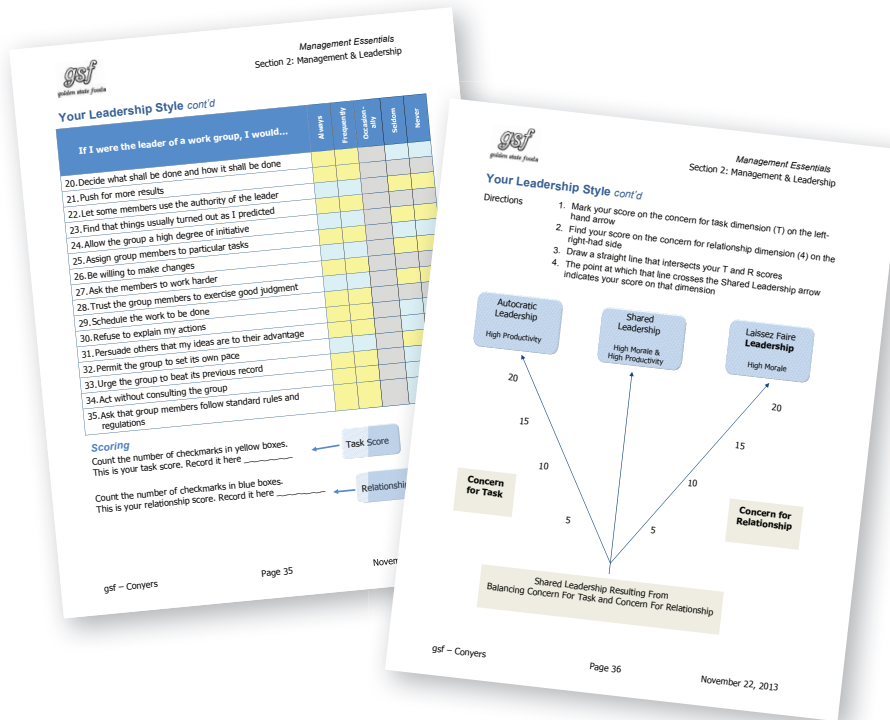 gsf
golden state foods
Management Essentials
Section 2: Management & Leadership
Your Leadership Style cont'd
If I were the leader of a work group, I would...
Always
Frequently
Occasion-
ally
Seldom
Never
20.Decide what shall be done and how it shall be done
21.Push for more results
22.Let some members use the authority of the leader
23.Find that things usually turned out as I predicted
24.Allow the group a high degree of initiative
25.Assign group members to particular tasks
26.Be willing to make changes
27.Ask the members to work harder
28.Trust the group members to exercise good judgment
29.Schedule the work to be done
30.Refuse to explain my actions
31.Persuade others that my ideas are to their advantage
32.Permit the group to set its own pace
33.Urge the group to beat its previous record
34.Act without consulting the group
35.Ask that group members follow standard rules and
regulations
Scoring
Count the number of checkmarks in yellow boxes.
This is your task score. Record it here __________
Task Score
Count the number of checkmarks in blue boxes.
This is your relationship score. Record it here __________
Relationship
gsf – Conyers
Page 35
Novem
gsf
golden state foods
Management Essentials
Section 2: Management & Leadership
Your Leadership Style cont'd
Directions
1. Mark your score on the concern for task dimension (T) on the left-
hand arrow
2. Find your score on the concern for relationship dimension (4) on the
right-had side
3. Draw a straight line that intersects your T and R scores
4. The point at which that line crosses the Shared Leadership arrow
indicates your score on that dimension
Autocratic
Leadership
High Productivity
Shared
Leadership
High Morale &
High Productivity
Laissez Faire
Leadership
High Morale
20
15
10
5
20
15
10
5
Concern
for Task
Concern for
Relationship
Shared Leadership Resulting From
Balancing Concern For Task and Concern For Relationship
gsf – Conyers
Page 36
November 22, 2013